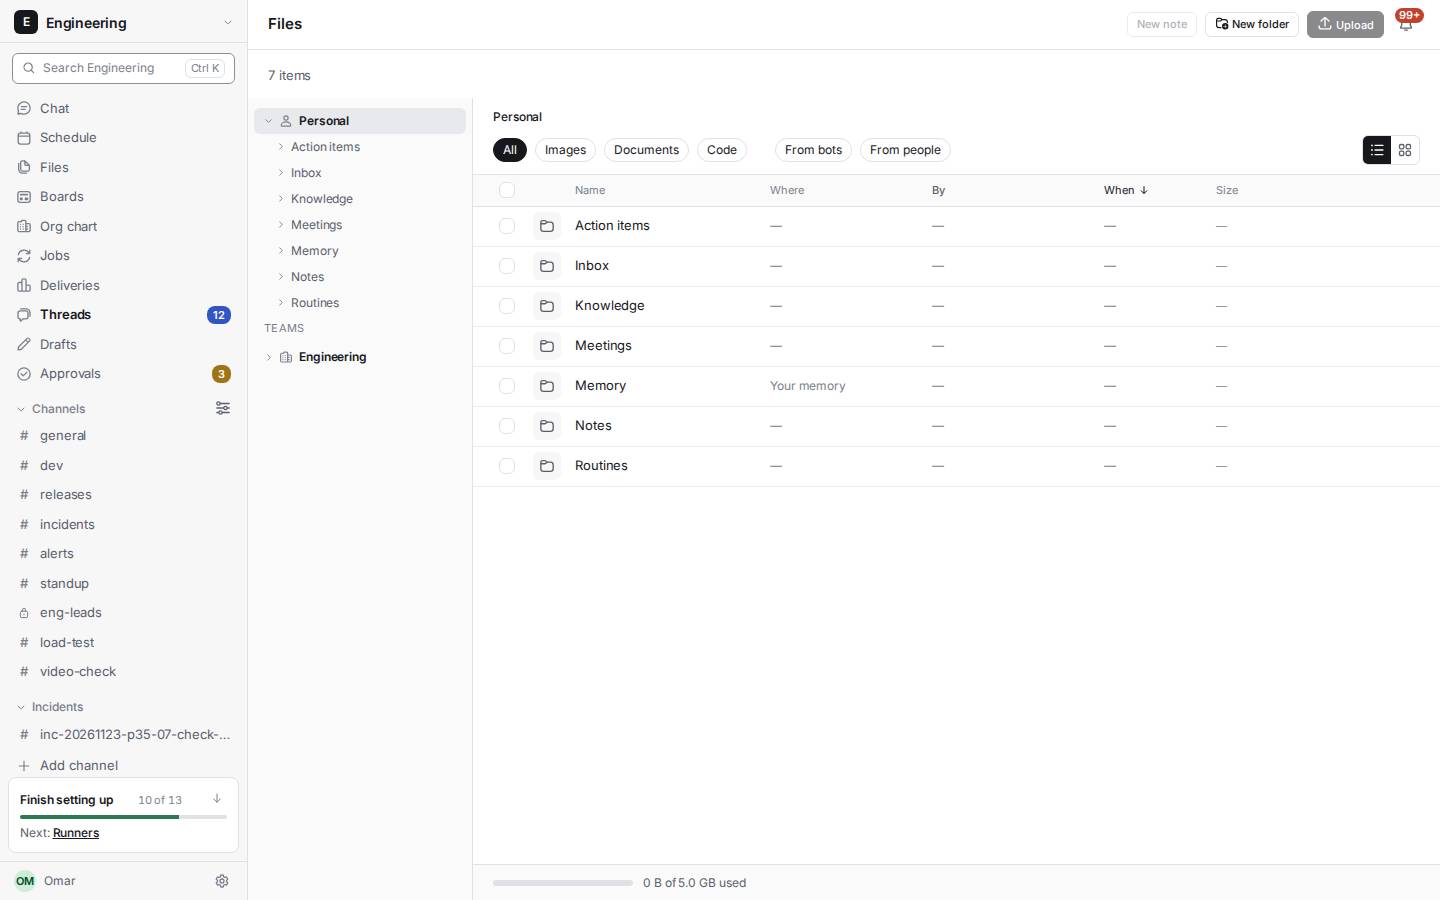 E Engineering
Search Engineering Ctrl K
Chat
Schedule
Files
Boards
Org chart
Jobs
Deliveries
Threads 12
Drafts
Approvals 3
Channels
# general
# dev
# releases
# incidents
# alerts
# standup
eng-leads
# load-test
# video-check
Incidents
# inc-20261123-p35-07-check-...
+ Add channel
Finish setting up 10 of 13
Next: Runners
OM Omar
Files
New note
New folder
Upload
99+
7 items
Personal
Action items
Inbox
Knowledge
Meetings
Memory
Notes
Routines
TEAMS
Engineering
Personal
All Images Documents Code From bots From people
Name Where By When Size
Action items — — — —
Inbox — — — —
Knowledge — — — —
Meetings — — — —
Memory Your memory — — —
Notes — — — —
Routines — — — —
0 B of 5.0 GB used